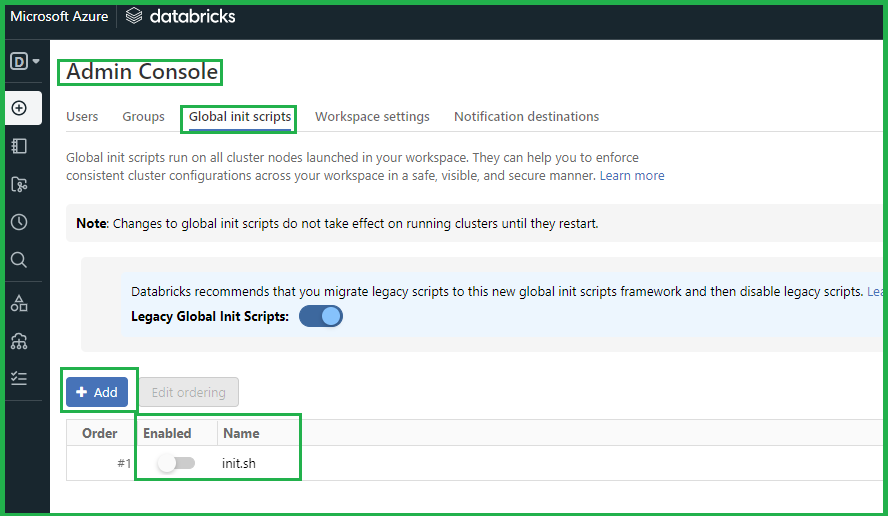 Microsoft Azure databricks
D
Admin Console
Users Groups Global init scripts Workspace settings Notification destinations
Global init scripts run on all cluster nodes launched in your workspace. They can help you to enforce
consistent cluster configurations across your workspace in a safe, visible, and secure manner. Learn more
Note: Changes to global init scripts do not take effect on running clusters until they restart.
Databricks recommends that you migrate legacy scripts to this new global init scripts framework and then disable legacy scripts. Lea
Legacy Global Init Scripts:
+ Add Edit ordering
Order Enabled Name
#1 init.sh